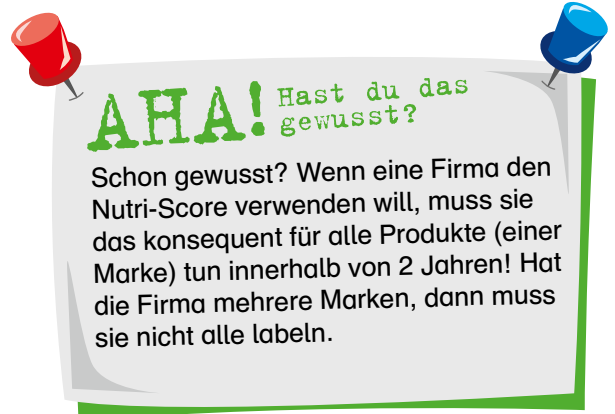 AHA! Hast du das
gewusst?
Schon gewusst? Wenn eine Firma den
Nutri-Score verwenden will, muss sie
das konsequent für alle Produkte (einer
Marke) tun innerhalb von 2 Jahren! Hat
die Firma mehrere Marken, dann muss
sie nicht alle labeln.